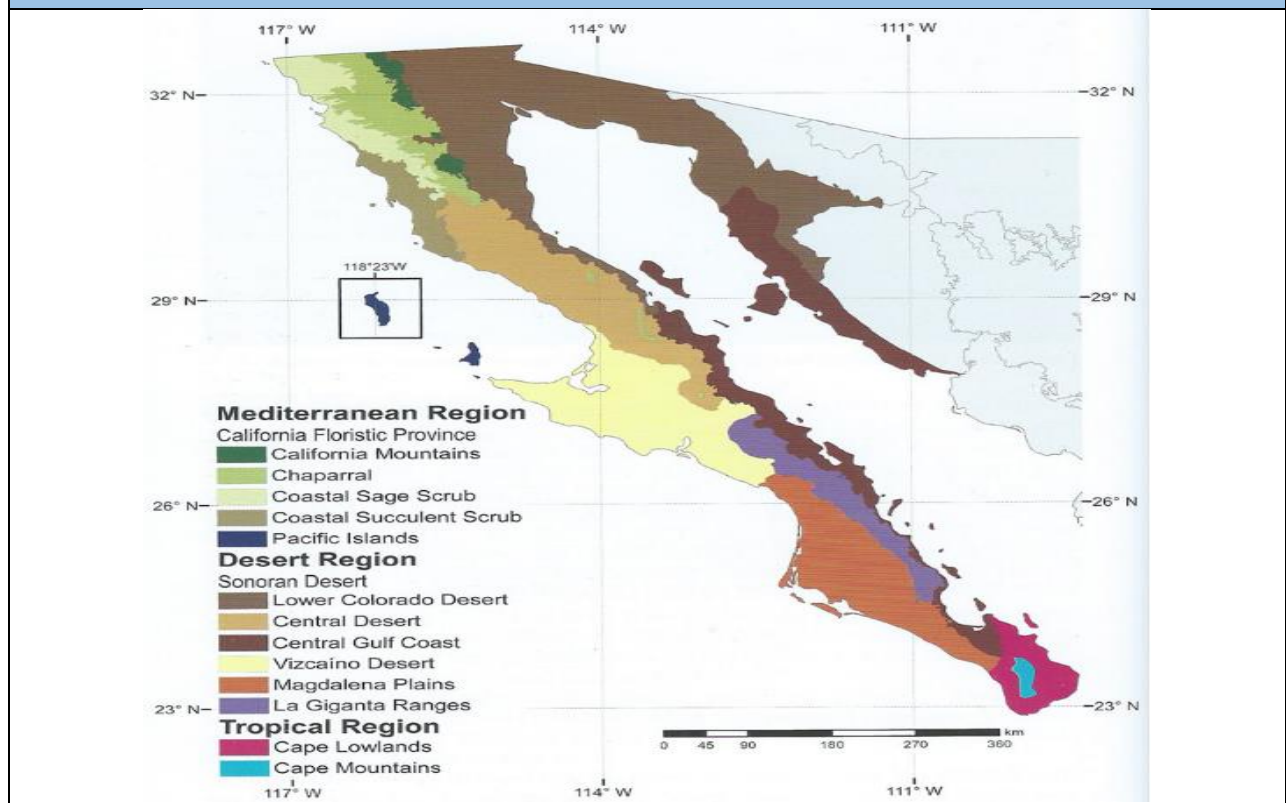 117° W 114° W 111° W
32° N 32° N
118°23'W
29° N 29° N
Mediterranean Region
California Floristic Province
California Mountains
Chaparral
Coastal Sage Scrub
26° N 26° N
Coastal Succulent Scrub
Pacific Islands
Desert Region
Sonoran Desert
Lower Colorado Desert
Central Desert
Central Gulf Coast
Vizcaíno Desert
Magdalena Plains
La Giganta Ranges
23° N 23° N
Tropical Region
km
Cape Lowlands
0 45 90 180 270 360
Cape Mountains
117° W 114° W 111° W